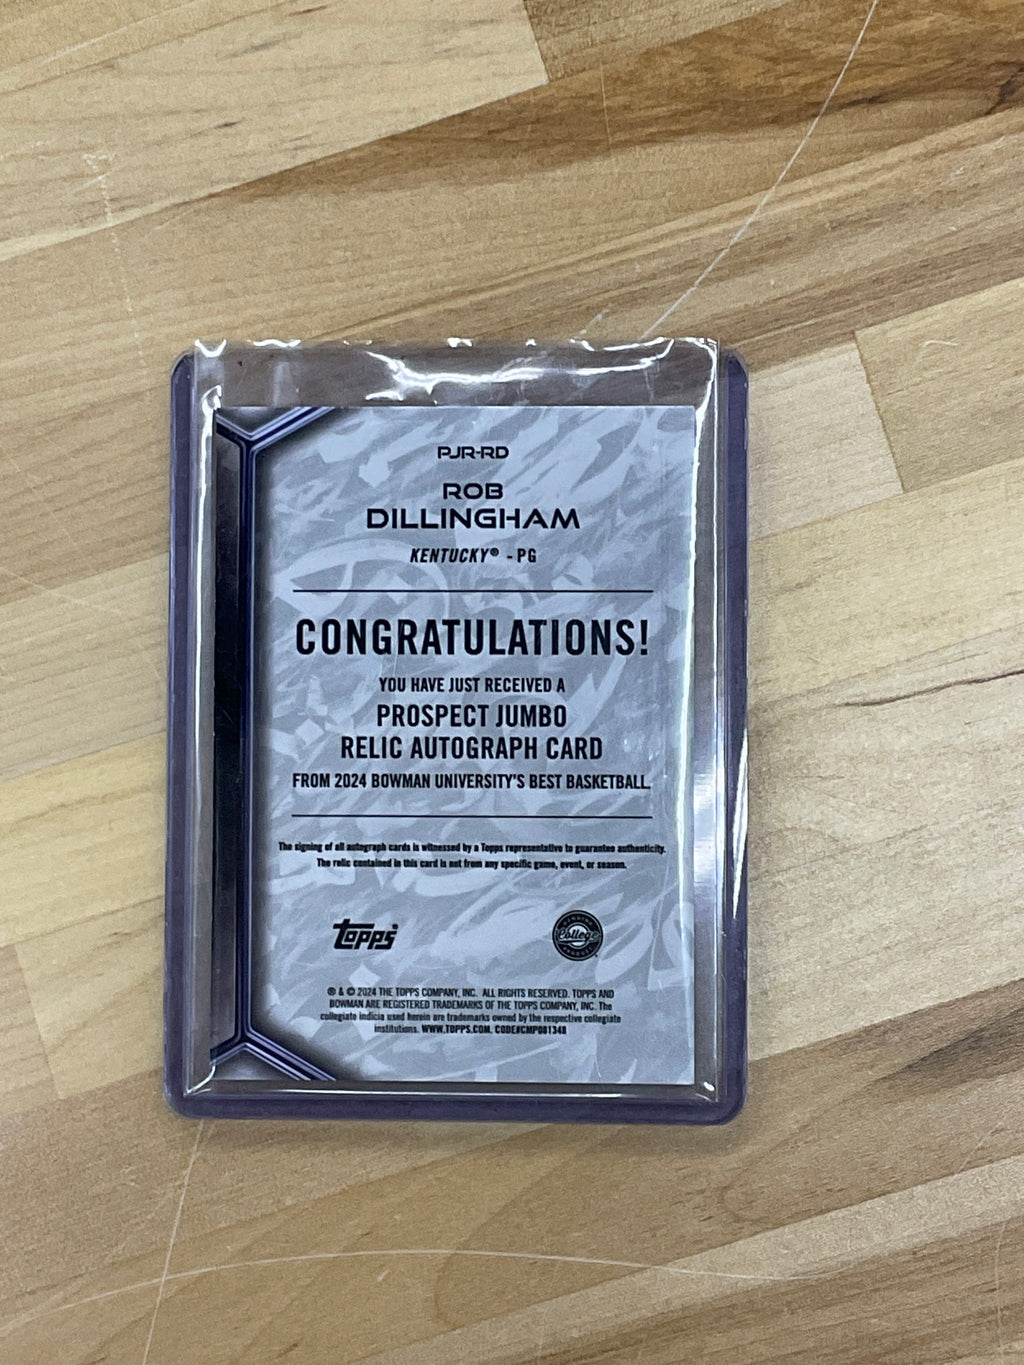 PJR-RD
ROB
DILLINGHAM
KENTUCKY® - PG
CONGRATULATIONS!
YOU HAVE JUST RECEIVED A
PROSPECT JUMBO
RELIC AUTOGRAPH CARD
FROM 2024 BOWMAN UNIVERSITY'S BEST BASKETBALL.
The signing of all autograph cards is witnessed by a Topps representative to guarantee authenticity.
The relic contained in this card is not from any specific game, event, or season.
topps
College
® & © 2024 THE TOPPS COMPANY, INC. ALL RIGHTS RESERVED. TOPPS AND
BOWMAN ARE REGISTERED TRADEMARKS OF THE TOPPS COMPANY, INC. The
collegiate indicia used herein are trademarks owned by the respective collegiate
institutions. WWW.TOPPS.COM. CODE#CMP081348